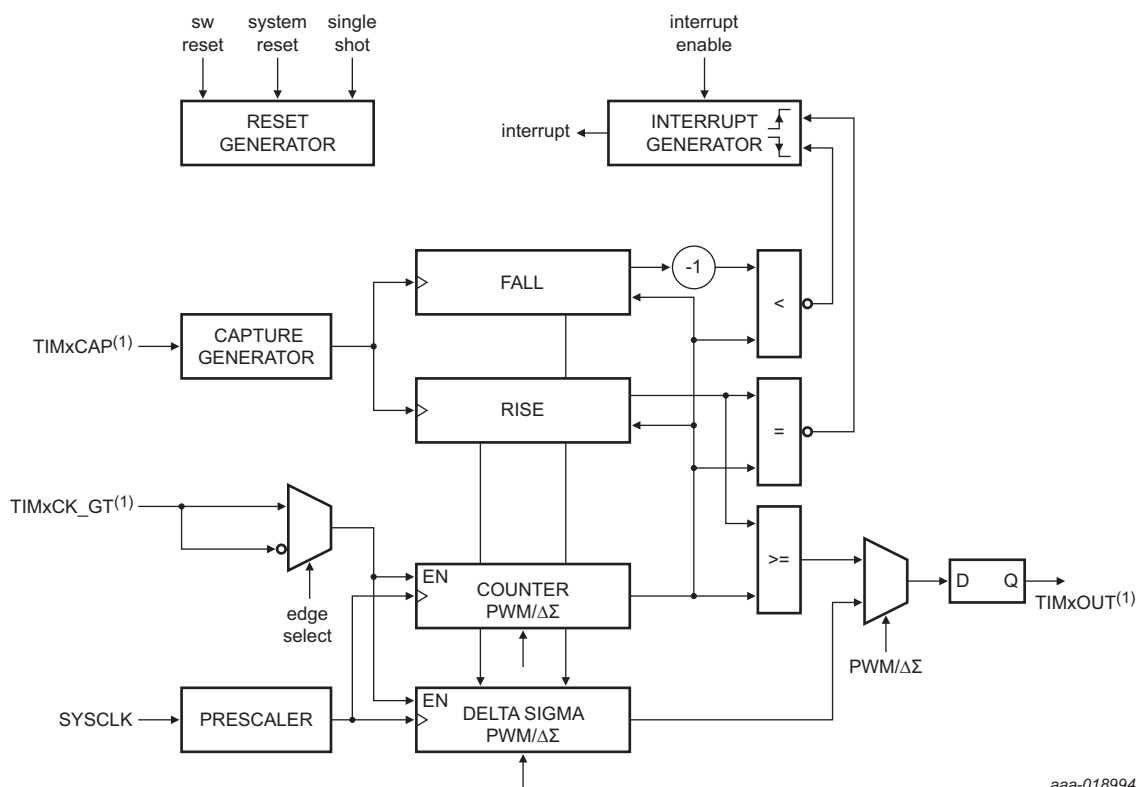 sw
reset
system
reset
single
shot
interrupt
enable
RESET
GENERATOR
interrupt
INTERRUPT
GENERATOR
FALL
-1
<
TIMxCAP(1)
CAPTURE
GENERATOR
RISE
=
TIMxCK_GT(1)
>=
EN
COUNTER
PWM/ΔΣ
D Q
TIMxOUT(1)
edge
select
PWM/ΔΣ
SYSCLK
PRESCALER
EN
DELTA SIGMA
PWM/ΔΣ
aaa-018994